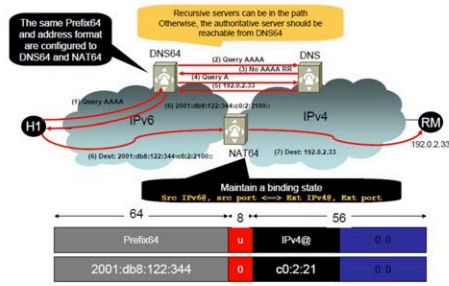 The same Prefix64
and address format
are configured to
DNS64 and NAT64
Recursive servers can be in the path
Otherwise, the authoritative server should be
reachable from DNS64
DNS64
DNS
(2) Query AAAA
(3) No AAAA RR
(4) Query A
(5) 192.0.2.33
(1) Query AAAA
(6) 2001:db8:122:344:c0:2:2100::
IPv6
IPv4
H1
RM
192.0.2.33
NAT64
(6) Dest: 2001:db8:122:344:c0:2:2100::
(7) Dest: 192.0.2.33
Maintain a binding state
Src IPv6@, src port <--> Ext IPv4@, Ext port
64
8
56
Prefix64
u
IPv4@
0..0
2001:db8:122:344
0
c0:2:21
0..0